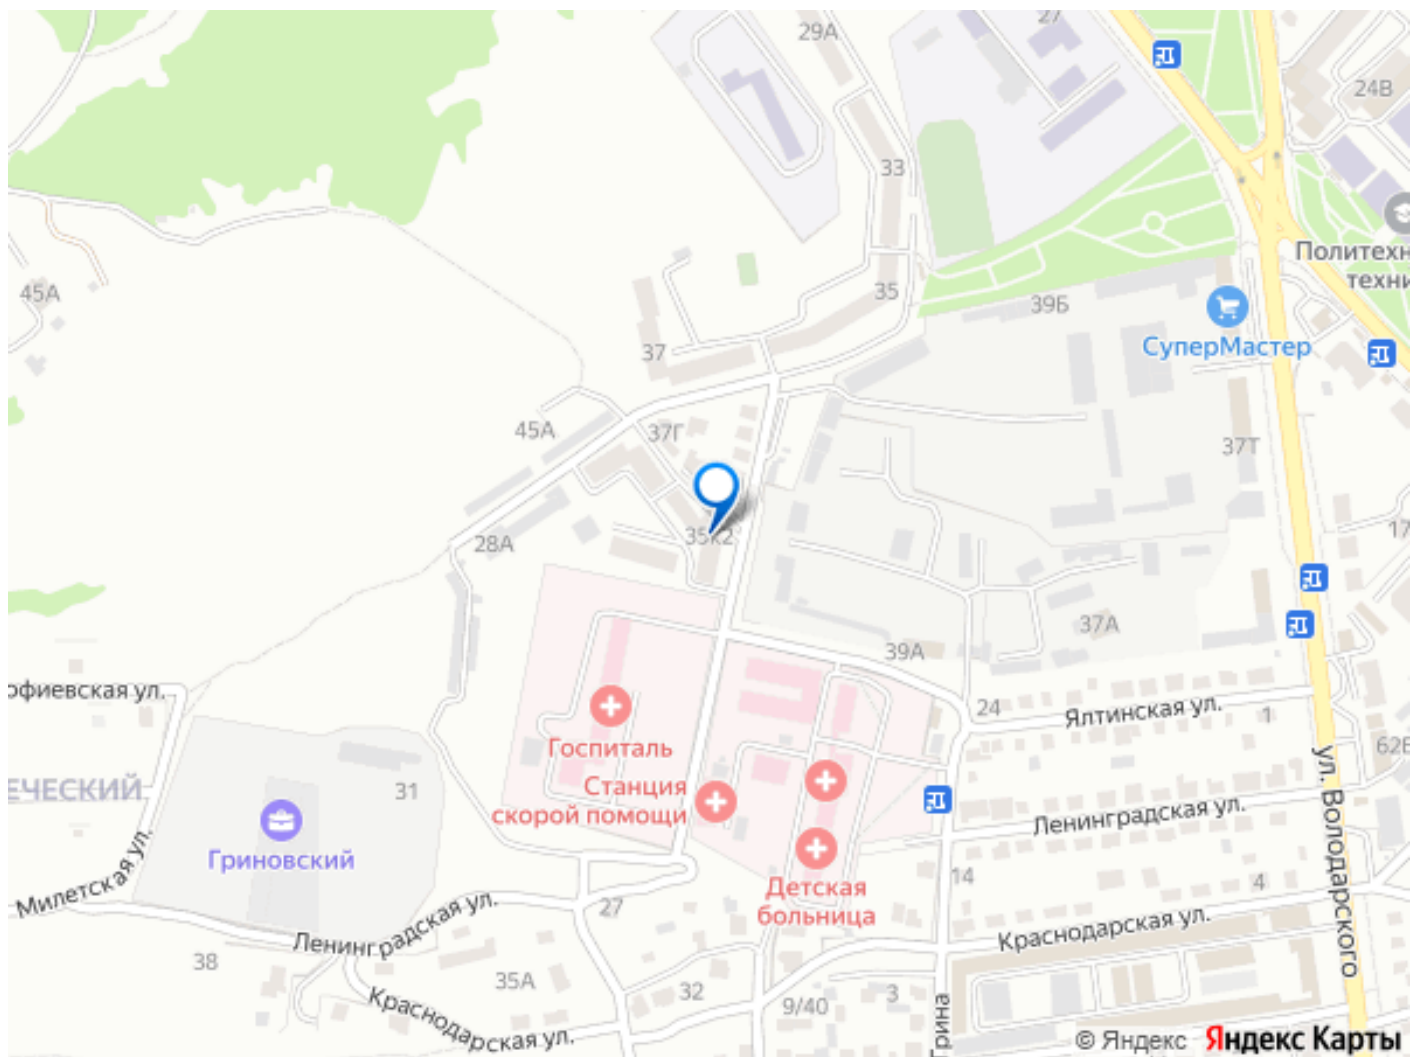 29А
27
24В
33
Политехн
техни
45А
35
39Б
СуперМастер
37
45А
37Г
37Т
17
28А
35к2
37А
39А
офиевская ул.
24
Ялтинская ул.
1
62В
Госпиталь
Станция
скорой помощи
ЕЧЕСКИЙ
31
Ленинградская ул.
ул. Володарского
Гриновский
Милетская ул.
Детская
больница
14
4
27
Ленинградская ул.
Краснодарская ул.
38
35А
32
9/40
3
Грина
Краснодарская ул.
© Яндекс Яндекс Карты